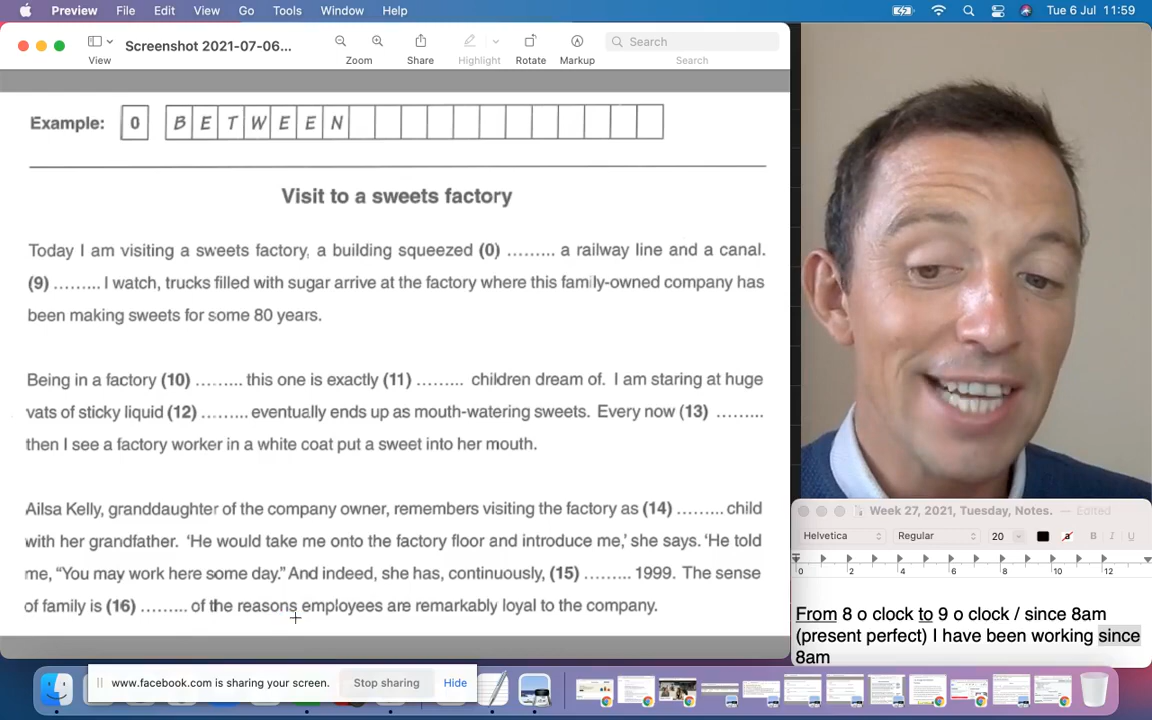 Preview File Edit View Go Tools Window Help Tue 6 Jul 11:59
Screenshot 2021-07-06... Search
View Zoom Share Highlight Rotate Markup Search
Example: 0 BETWEEN
Visit to a sweets factory
Today I am visiting a sweets factory, a building squeezed (0) ......... a railway line and a canal.
(9) ......... I watch, trucks filled with sugar arrive at the factory where this family-owned company has
been making sweets for some 80 years.
Being in a factory (10) ......... this one is exactly (11) ......... children dream of. I am staring at huge
vats of sticky liquid (12) ......... eventually ends up as mouth-watering sweets. Every now (13) .........
then I see a factory worker in a white coat put a sweet into her mouth.
Ailsa Kelly, granddaughter of the company owner, remembers visiting the factory as (14) ......... child
with her grandfather. 'He would take me onto the factory floor and introduce me,' she says. 'He told
me, "You may work here some day." And indeed, she has, continuously, (15) ......... 1999. The sense
of family is (16) ......... of the reasons employees are remarkably loyal to the company.
Week 27, 2021, Tuesday, Notes. — Edited
Helvetica Regular 20 a B I U
0 2 4 6 8 10 12
From 8 o clock to 9 o clock / since 8am
(present perfect) I have been working since
8am
www.facebook.com is sharing your screen. Stop sharing Hide